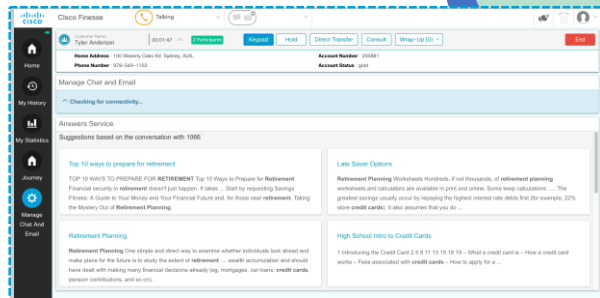 cisco
Cisco Finesse
Talking
Customer Name
Tyler Anderson
00:01:47
2 Participants
Keypad
Hold
Direct Transfer
Consult
Wrap-Up (0)
End
Home Address : 100 Waverly Oaks Rd. Sydney, AUS,
Account Number : 200881
Phone Number : 978-549-1102
Account Status : gold
Home
My History
My Statistics
Journey
Manage
Chat And
Email
Manage Chat and Email
Checking for connectivity...
Answers Service
Suggestions based on the conversation with 1066
Top 10 ways to prepare for retirement
TOP 10 WAYS TO PREPARE FOR RETIREMENT Top 10 Ways to Prepare for Retirement
Financial security in retirement doesn't just happen. It takes ... Start by requesting Savings
Fitness: A Guide to Your Money and Your Financial Future and, for those near retirement. Taking
the Mystery Out of Retirement Planning.
Late Saver Options
Retirement Planning Worksheets Hundreds, if not thousands, of retirement planning
worksheets and calculators are available in print and online. Some keep calculations .... The
greatest savings usually occur by repaying the highest interest rate debts first (for example, 22%
store credit cards). It also assumes that you do ...
Retirement Planning
Retirement Planning One simple and direct way to examine whether individuals look ahead and
make plans for the future is to study the extent of retirement ... wealth accumulation and should
have dealt with making many financial decisions already (eg, mortgages, car loans, credit cards,
pension contributions, and so on).
High School Intro to Credit Cards
1 Introducing the Credit Card 2 5 8 11 13 15 18 19 – What a credit card is – How a credit card
works – Fees associated with credit cards – How to apply for a ...